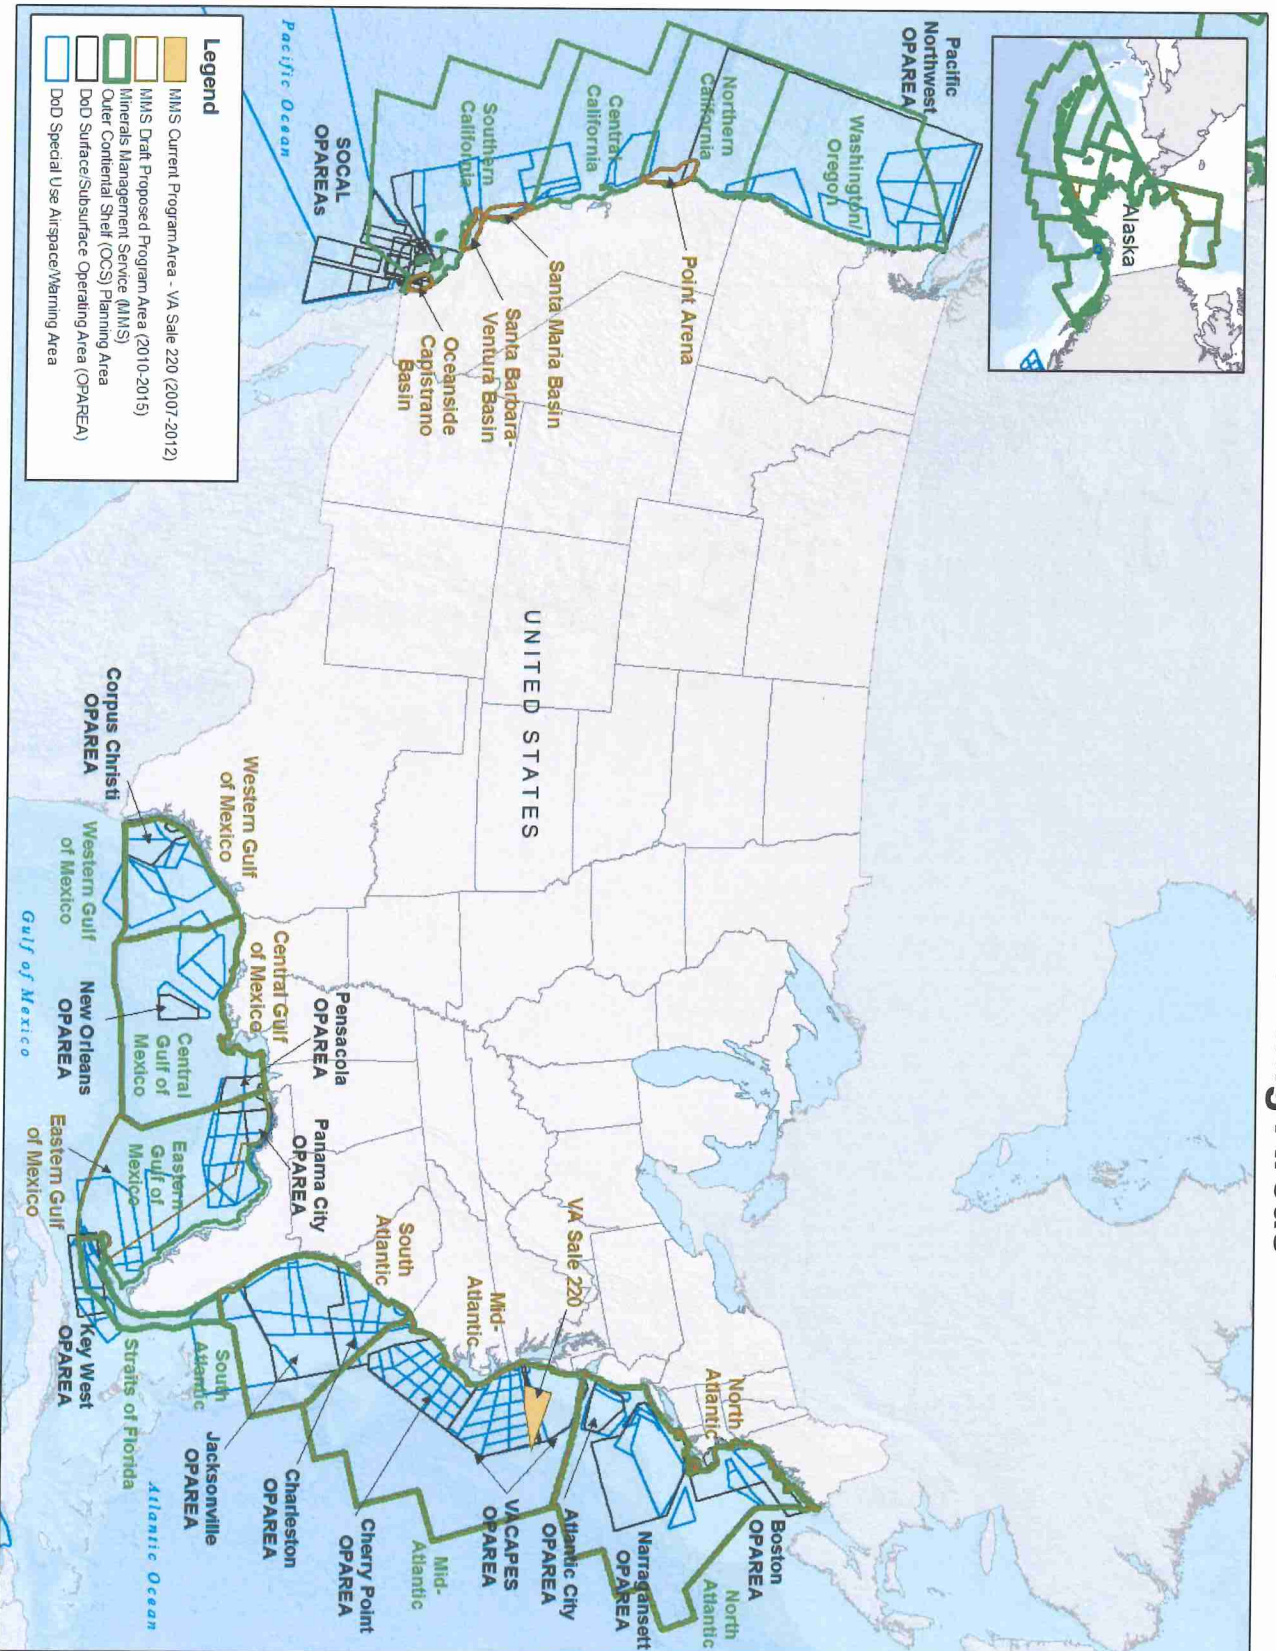 Alaska
Pacific
Northwest
OPAREA
Washington/
Oregon
Northern
California
Central
California
Southern
California
Point Arena
Santa Maria Basin
Santa Barbara-
Ventura Basin
Oceanside
Capistrano
Basin
SOCAL
OPAREAS
Pacific Ocean
Legend
MMS Current Program Area - VA Sale 220 (2007-2012)
MMS Draft Proposed Program Area (2010-2015)
Minerals Management Service (MMS)
Outer Contiental Shelf (OCS) Planning Area
DoD Surface/Subsurface Operating Area (OPAREA)
DoD Special Use Airspace/Warning Area
UNITED STATES
Western Gulf
of Mexico
Corpus Christi
OPAREA
Western Gulf
of Mexico
Gulf of Mexico
Central Gulf
of Mexico
Pensacola
OPAREA
New Orleans
OPAREA
Central
Gulf of
Mexico
Panama City
OPAREA
Eastern
Gulf of
Mexico
Eastern Gulf
of Mexico
Key West
OPAREA
Straits of Florida
South
Atlantic
South
Atlantic
Mid-
Atlantic
VA Sale 220
North
Atlantic
Jacksonville
OPAREA
Charleston
OPAREA
Cherry Point
OPAREA
Mid-
Atlantic
VACAPES
OPAREA
Atlantic City
OPAREA
Narragansett
OPAREA
Boston
OPAREA
North
Atlantic
Atlantic Ocean